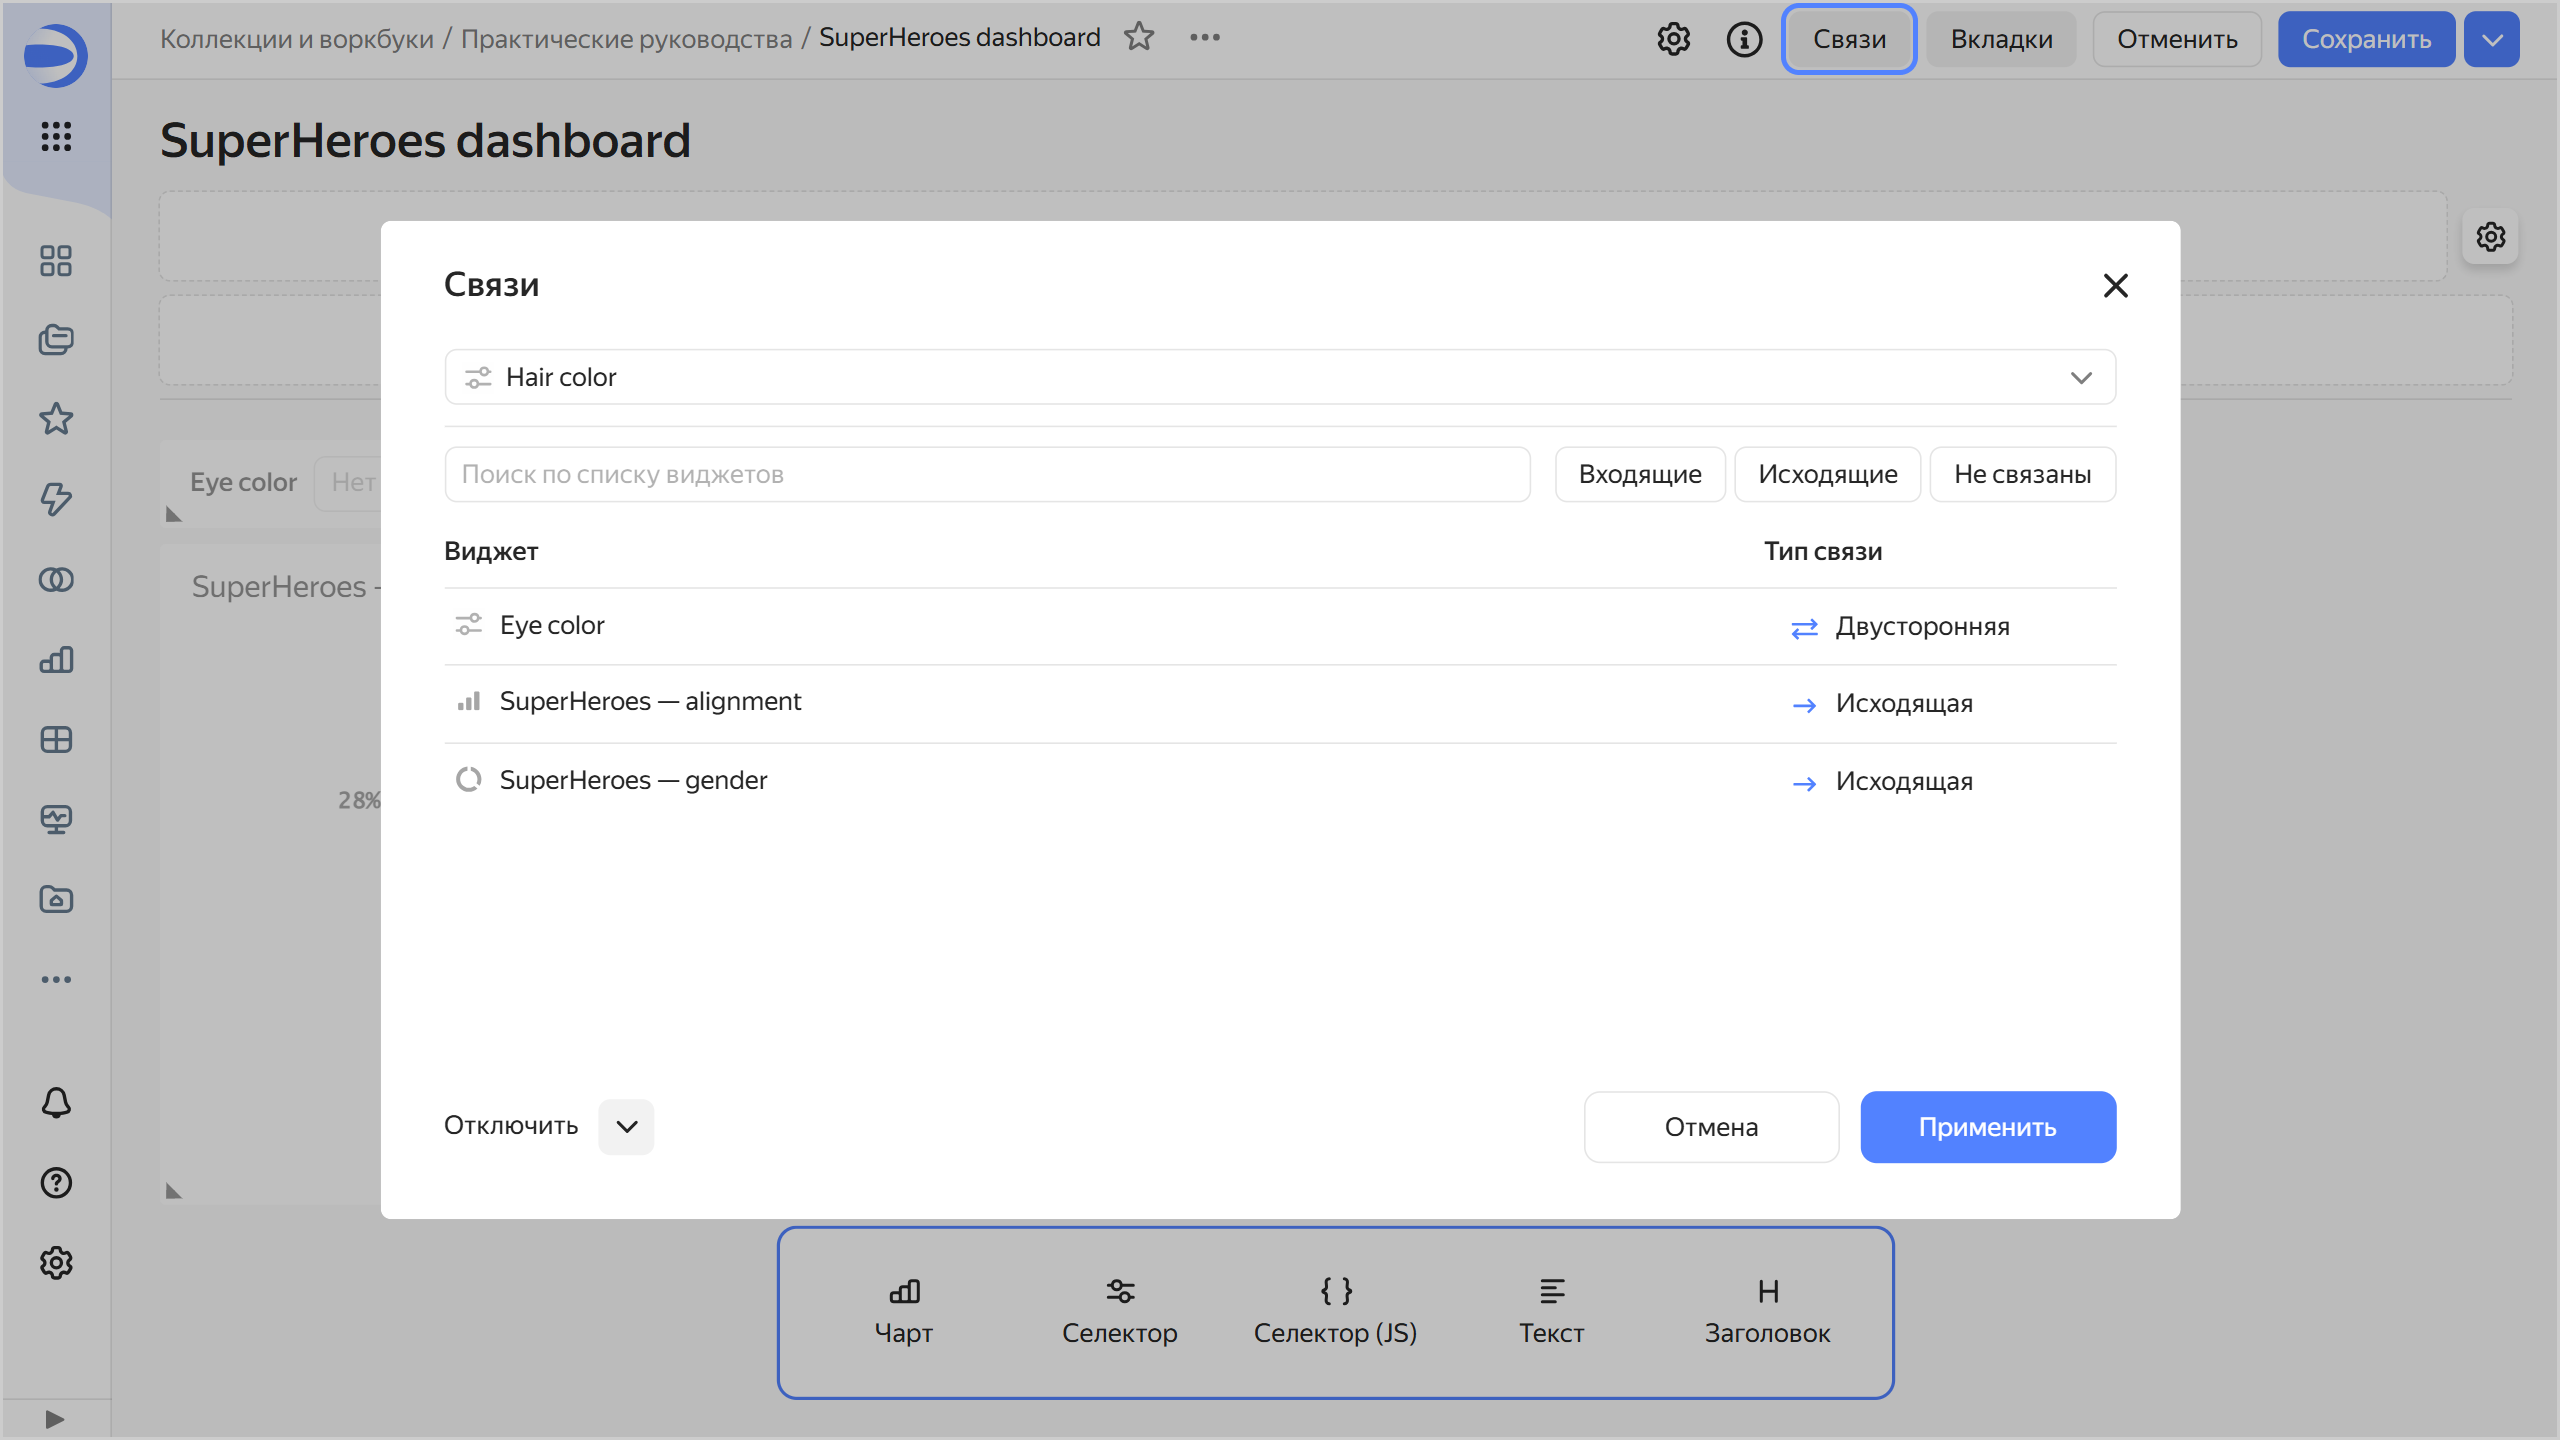 Коллекции и воркбуки / Практические руководства / SuperHeroes dashboard
Связи
Вкладки
Отменить
Сохранить
SuperHeroes dashboard
Связи
Hair color
Поиск по списку виджетов
Входящие
Исходящие
Не связаны
Eye color
Нет
Виджет
Тип связи
SuperHeroes –
Eye color
Двусторонняя
SuperHeroes — alignment
Исходящая
SuperHeroes — gender
Исходящая
28%
Отключить
Отмена
Применить
Чарт
Селектор
Селектор (JS)
Текст
Заголовок